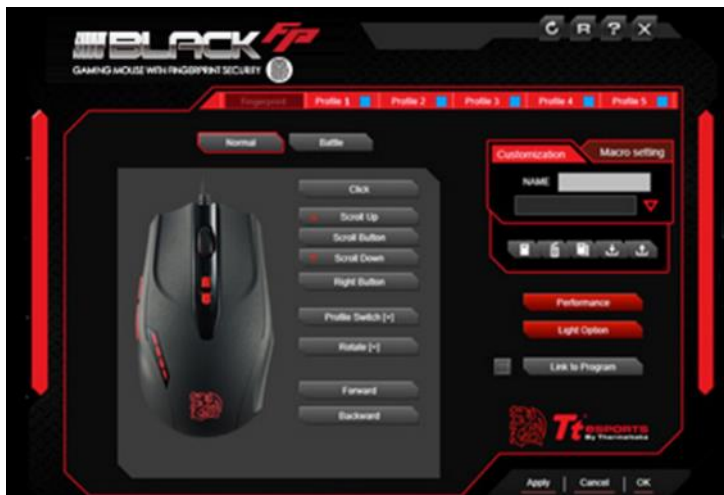 BLACK FP
GAMING MOUSE WITH FINGERPRINT SECURITY
R ? X
Fingerprint Profile 1 Profile 2 Profile 3 Profile 4 Profile 5
Normal Battle
Customization Macro setting
NAME
Click
Scroll Up
Scroll Button
Scroll Down
Right Button
Profile Switch [+]
Rotate [+]
Forward
Backward
Performance
Light Option
Link to Program
Tt eSPORTS
By Thermaltake
Apply | Cancel | OK